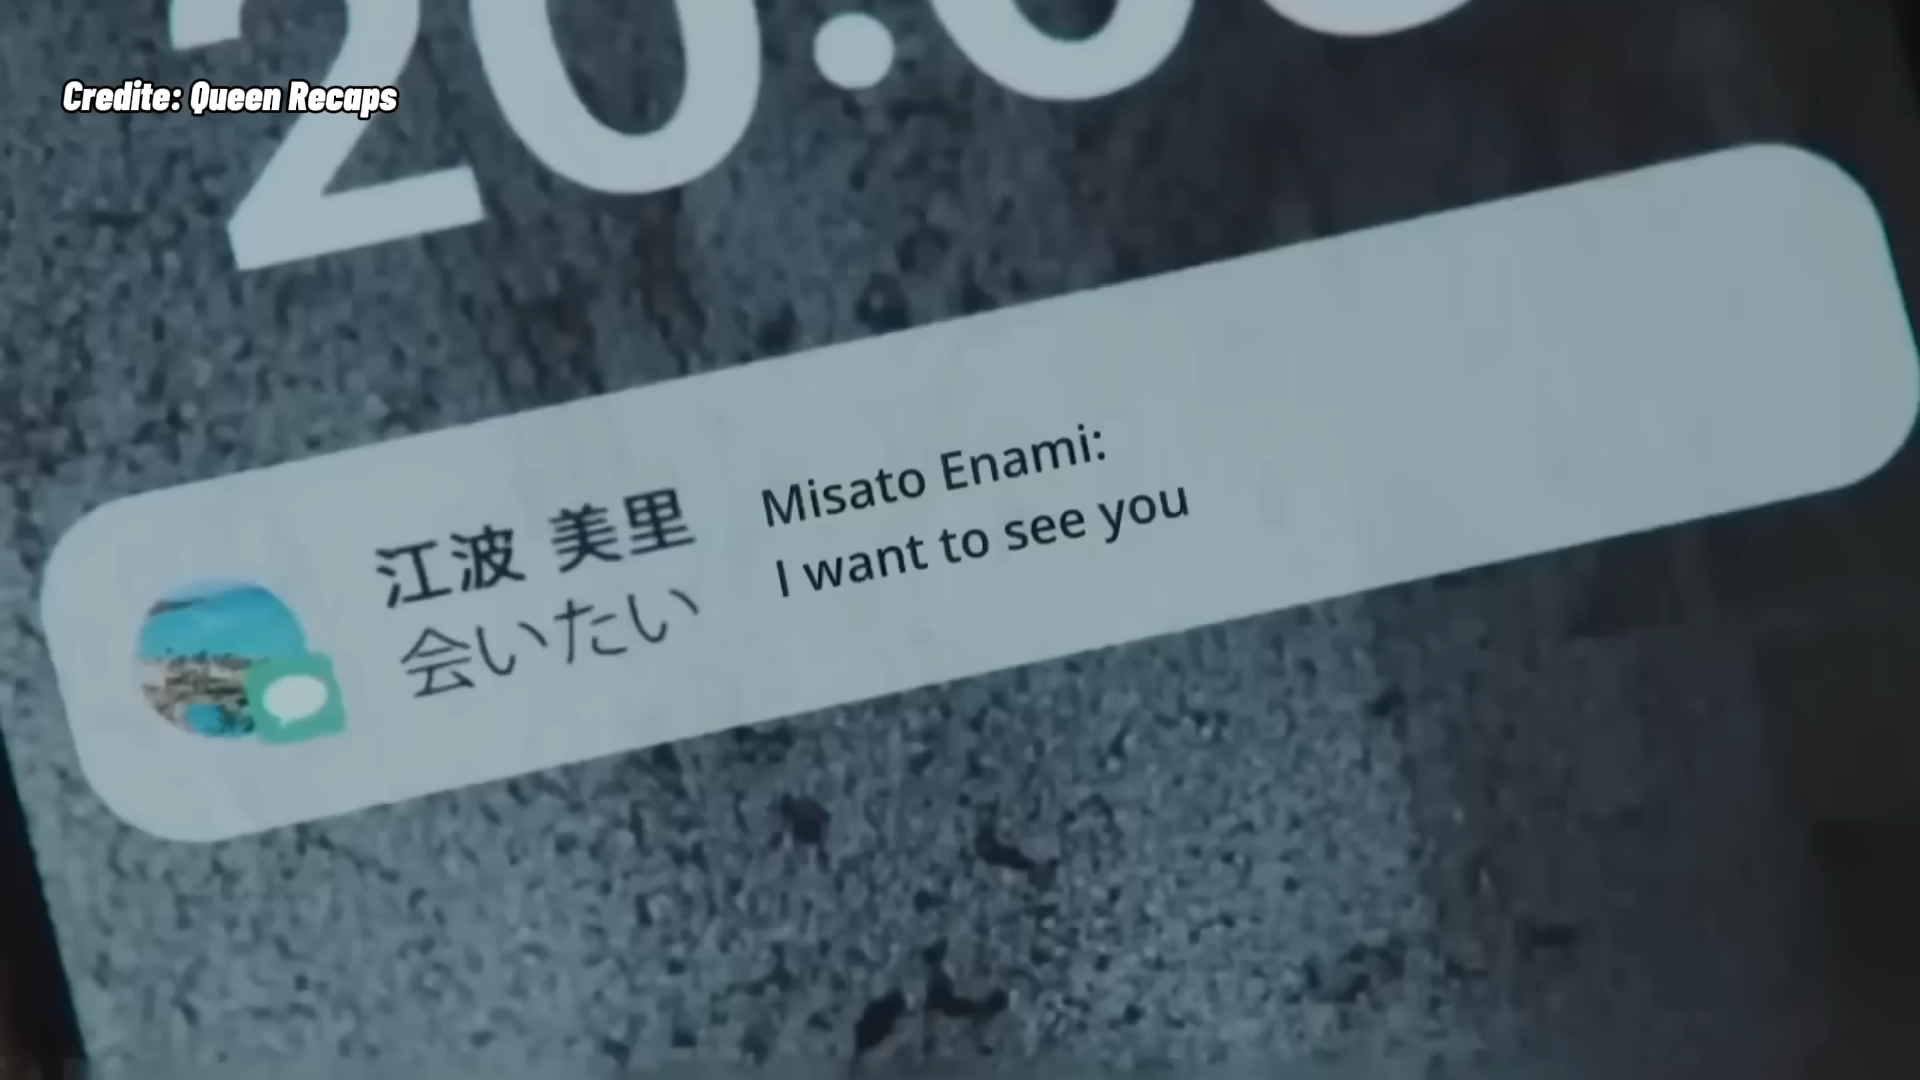 Credite: Queen Recaps
江波 美里
会いたい
Misato Enami:
I want to see you